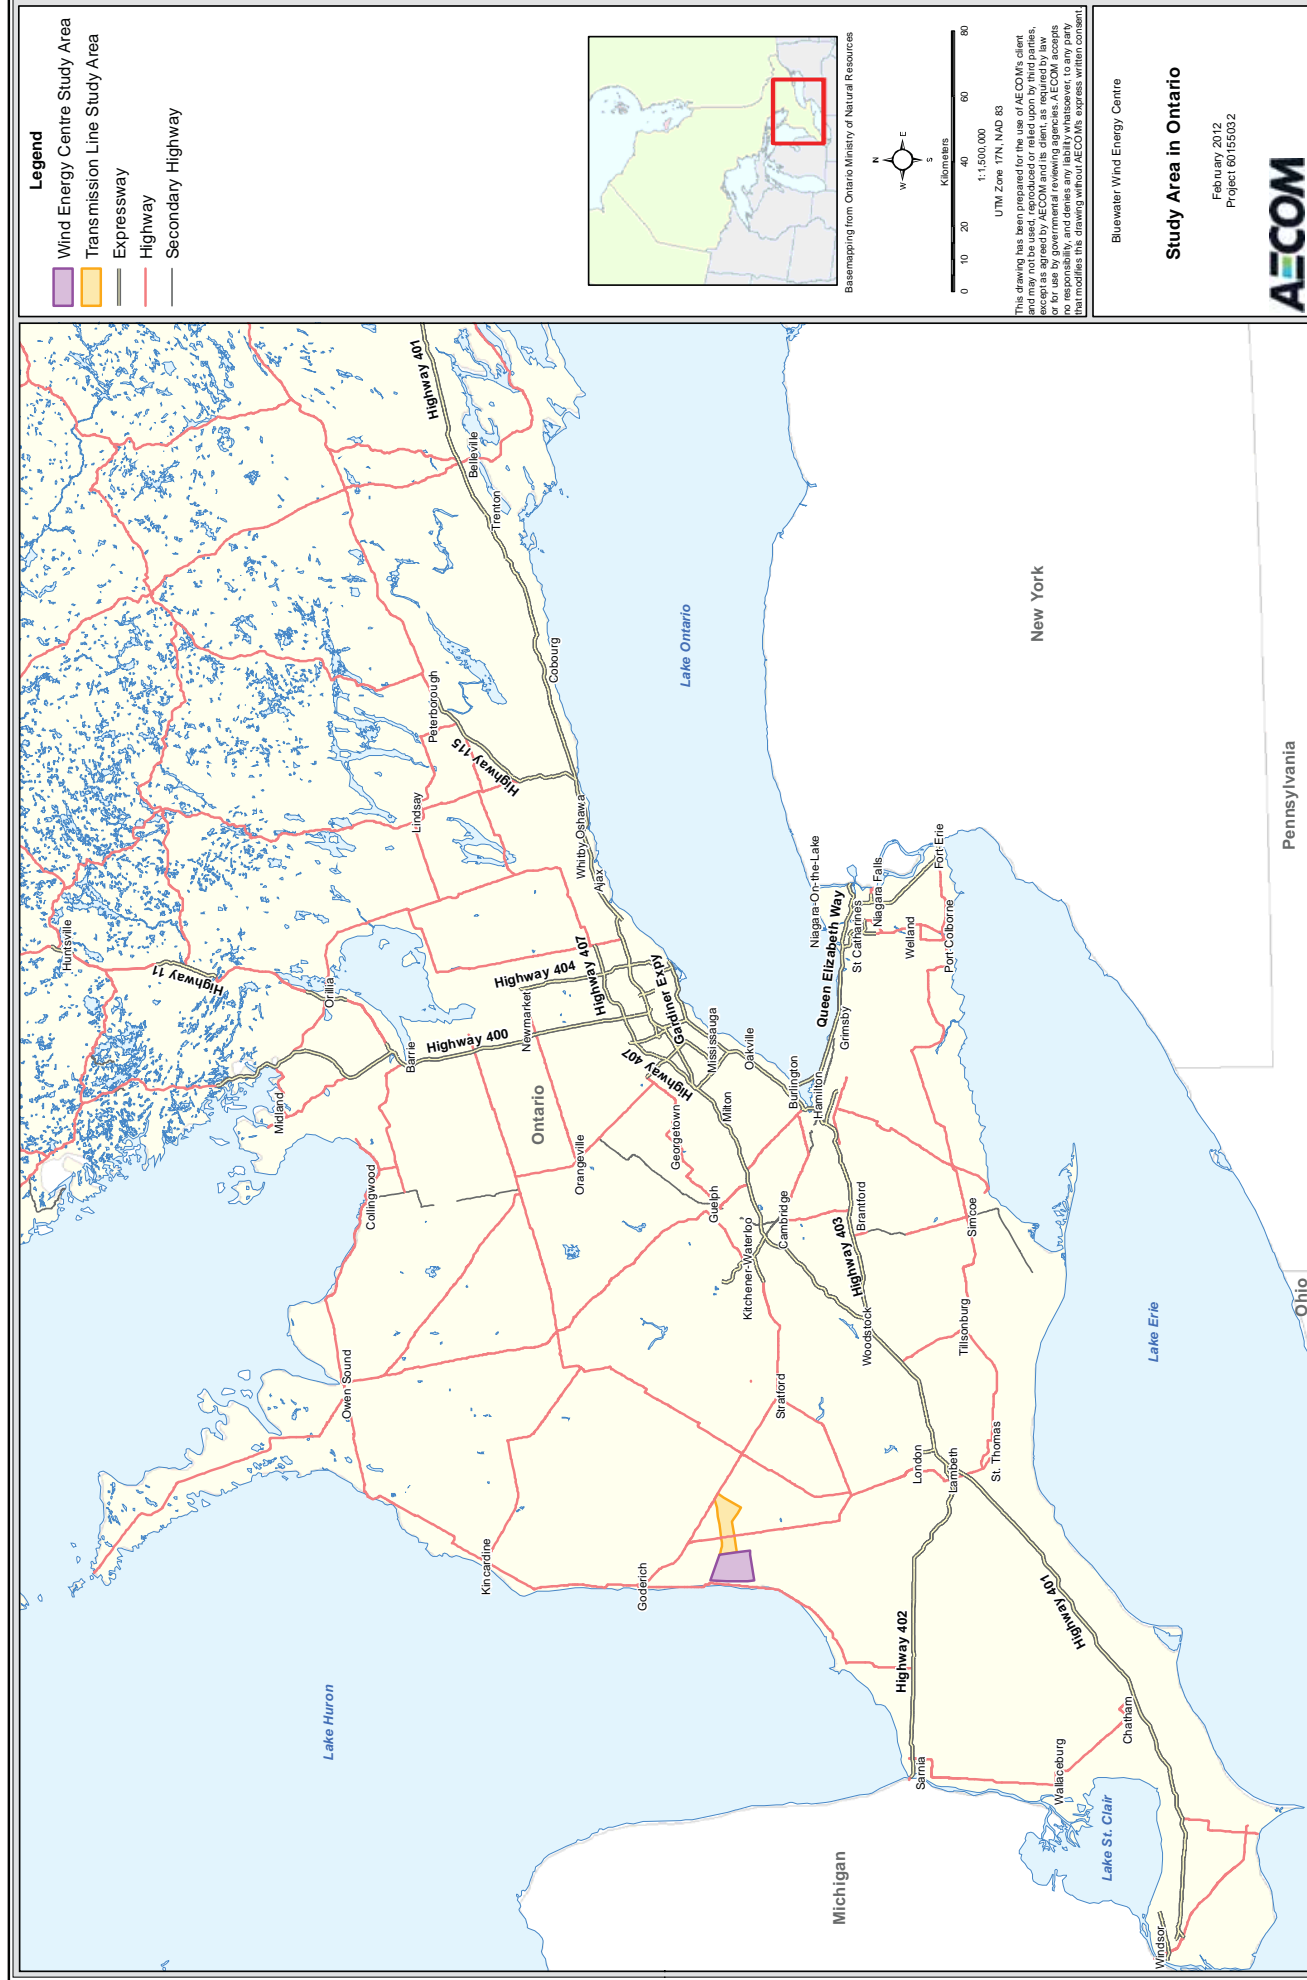 Legend
Wind Energy Centre Study Area
Transmission Line Study Area
Expressway
Highway
Secondary Highway
Basemapping from Ontario Ministry of Natural Resources
N
W
E
S
Kilometers
0
10
20
40
60
80
1:1,500,000
UTM Zone 17N, NAD 83
This drawing has been prepared for the use of AECOM's client
and may not be used, reproduced or relied upon by third parties,
except as agreed by AECOM and its client, as required by law
or for use by governmental reviewing agencies. AECOM accepts
no responsibility, and denies any liability whatsoever, to any party
that modifies this drawing without AECOM's express written consent.
Bluewater Wind Energy Centre
Study Area in Ontario
February 2012
Project 60155032
AECOM
Huntsville
Highway 11
Orillia
Midland
Barrie
Collingwood
Owen Sound
Lake Huron
Highway 400
Newmarket
Highway 404
Highway 407
Lindsay
Peterborough
Highway 115
Highway 401
Belleville
Trenton
Cobourg
Whitby
Oshawa
Ajax
Gardiner Expy
Highway 407
Mississauga
Oakville
Ontario
Orangeville
Georgetown
Milton
Burlington
Hamilton
Guelph
Kitchener-Waterloo
Cambridge
Kincardine
Goderich
Stratford
Highway 403
Brantford
Woodstock
Lake Ontario
Niagara-On-the-Lake
Queen Elizabeth Way
St Catharines
Niagara Falls
Grimsby
Welland
Fort Erie
Port Colborne
New York
London
Lambeth
St. Thomas
Tillsonburg
Simcoe
Highway 402
Sarnia
Highway 401
Wallaceburg
Chatham
Lake St. Clair
Windsor
Michigan
Lake Erie
Ohio
Pennsylvania